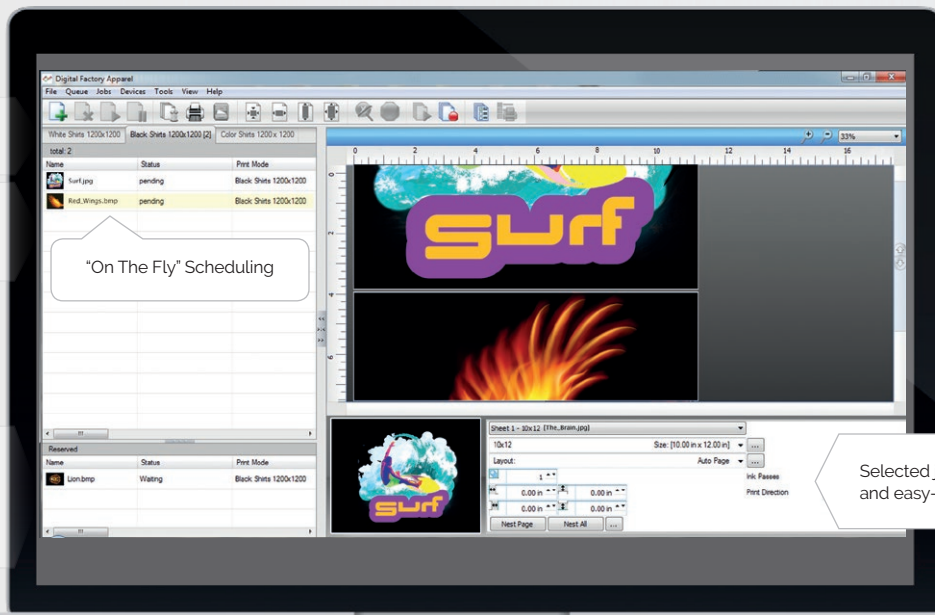 Digital Factory Apparel
File Queue Jobs Devices Tools View Help
White Shirts 1200x1200 Black Shirts 1200x1200 [2] Color Shirts 1200 x 1200
33%
total: 2
Name Status Print Mode
Surf.jpg pending Black Shirts 1200x1200
Red_Wings.bmp pending Black Shirts 1200x1200
"On The Fly" Scheduling
0 2 4 6 8 10 12 14 16
0
2
4
6
surf
Reserved
Name Status Print Mode
Lion.bmp Waiting Black Shirts 1200x1200
surf
Sheet 1 - 10x12 [The_Brain.jpg]
10x12 Size: [10.00 in x 12.00 in] ...
Layout: Auto Page ...
1 Ink Passes
0.00 in 0.00 in Print Direction
0.00 in 0.00 in
Nest Page Nest All ...
Selected
and easy-